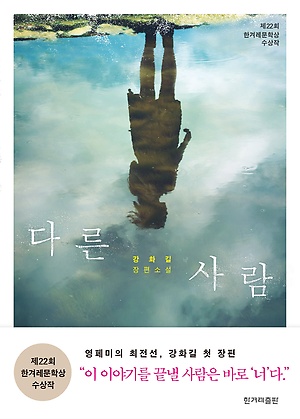 제22회
한겨레문학상
수상작
다른
사람
강화길
장편소설
제22회
한겨레문학상
수상작
영페미의 최전선, 강화길 첫 장편
“이 이야기를 끝낼 사람은 바로 ‘너’다.”
한겨레출판